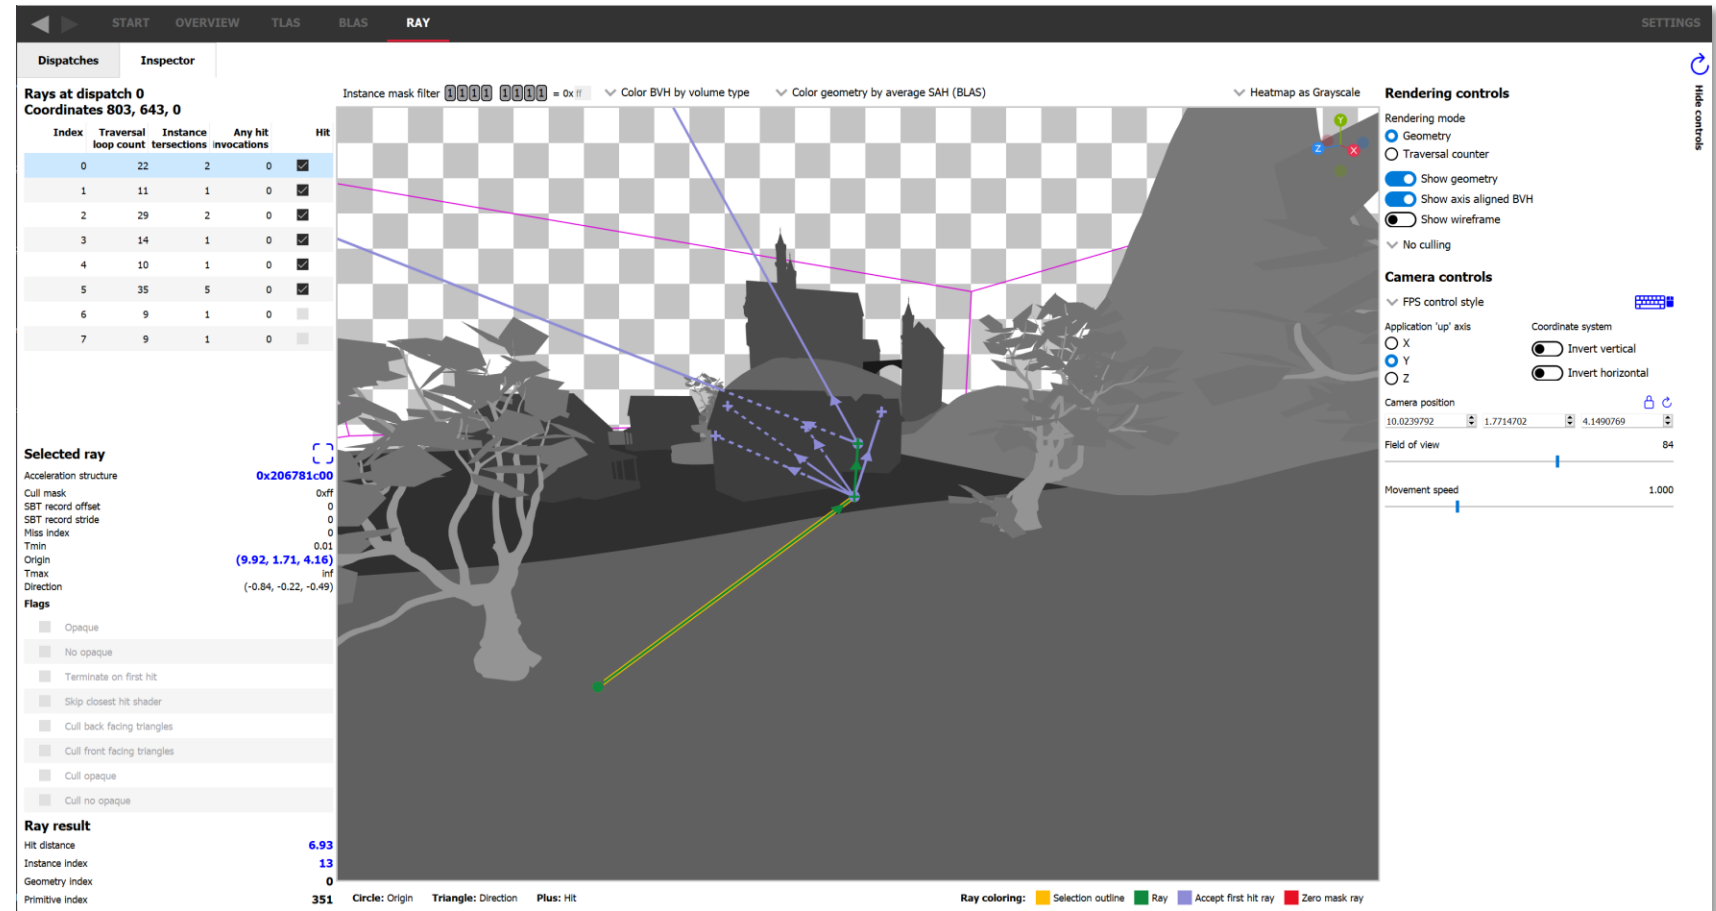 START OVERVIEW TLAS BLAS RAY SETTINGS
Dispatches Inspector
Rays at dispatch 0
Coordinates 803, 643, 0
Instance mask filter 1 1 1 1 1 1 1 1 = 0x ff Color BVH by volume type Color geometry by average SAH (BLAS) Heatmap as Grayscale
Index Traversal loop count Instance tersections Any hit nvocations Hit
0 22 2 0
1 11 1 0
2 29 2 0
3 14 1 0
4 10 1 0
5 35 5 0
6 9 1 0
7 9 1 0
Selected ray
Acceleration structure 0x206781c00
Cull mask 0xff
SBT record offset 0
SBT record stride 0
Miss index 0
Tmin 0.01
Origin (9.92, 1.71, 4.16)
Tmax inf
Direction (-0.84, -0.22, -0.49)
Flags
Opaque
No opaque
Terminate on first hit
Skip closest hit shader
Cull back facing triangles
Cull front facing triangles
Cull opaque
Cull no opaque
Ray result
Hit distance 6.93
Instance index 13
Geometry index 0
Primitive index 351
Y
Z
X
Circle: Origin Triangle: Direction Plus: Hit Ray coloring: Selection outline Ray Accept first hit ray Zero mask ray
Rendering controls
Rendering mode
Geometry
Traversal counter
Show geometry
Show axis aligned BVH
Show wireframe
No culling
Camera controls
FPS control style
Application 'up' axis Coordinate system
X
Y
Z
Invert vertical
Invert horizontal
Camera position
10.0239792 1.7714702 4.1490769
Field of view 84
Movement speed 1.000
Hide controls